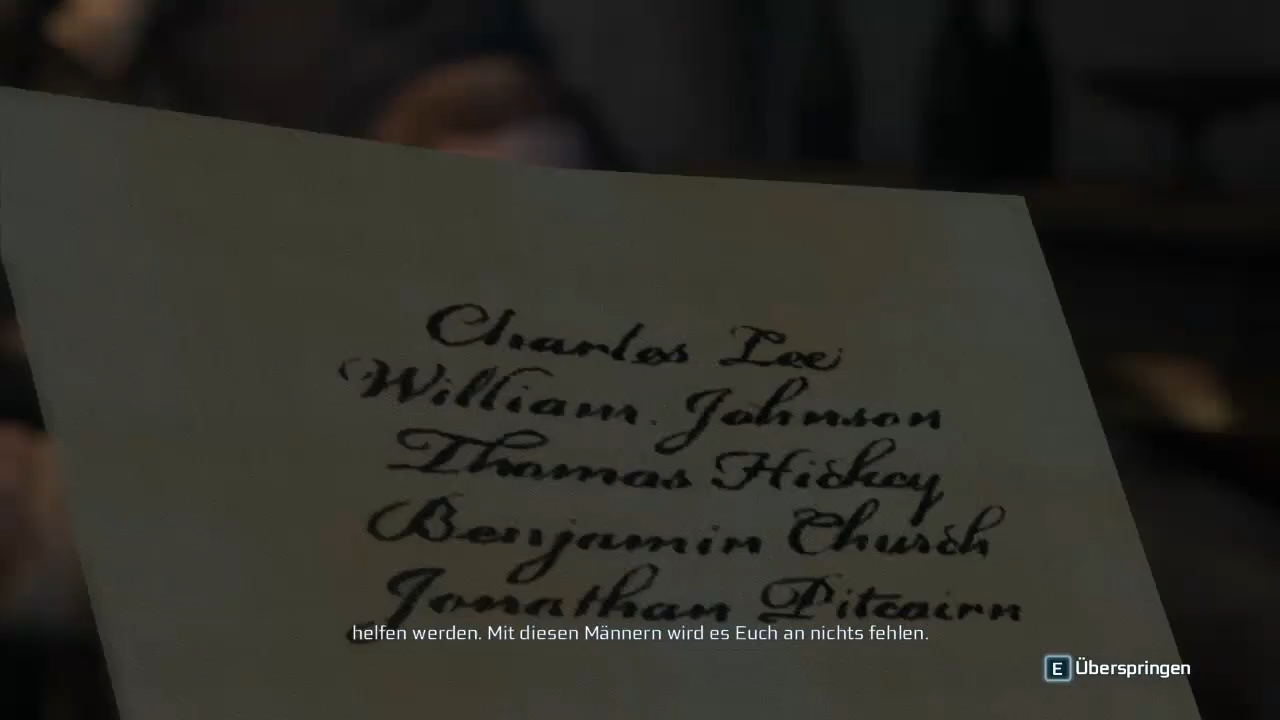 Charles Lee
William Johnson
Thomas Hickey
Benjamin Church
Jonathan Pitcairn
helfen werden. Mit diesen Männern wird es Euch an nichts fehlen.
E Überspringen